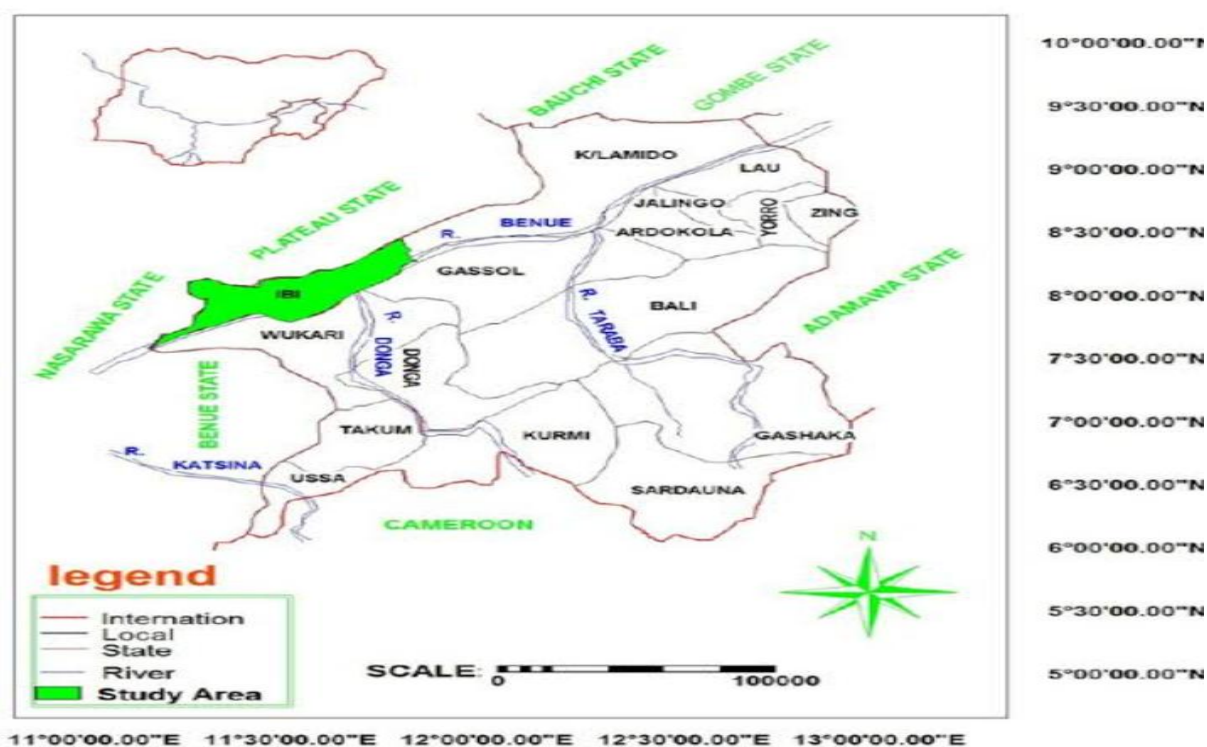 10°00'00.00"N
BAUCHI STATE
GOMBE STATE
9°30'00.00"N
K/LAMIDO
LAU
9°00'00.00"N
PLATEAU STATE
JALINGO
YORRO
ZING
R. BENUE
ARDOKOLA
8°30'00.00"N
GASSOL
NASARAWA STATE
IBI
BALI
ADAMAWA STATE
8°00'00.00"N
WUKARI
R. DONGA
DONGA
R. TARABA
7°30'00.00"N
BENUE STATE
TAKUM
KURMI
GASHAKA
7°00'00.00"N
R. KATSINA
USSA
SARDAUNA
6°30'00.00"N
CAMEROON
N
6°00'00.00"N
legend
Internation
Local
State
River
Study Area
5°30'00.00"N
SCALE:
0 100000
5°00'00.00"N
11°00'00.00"E 11°30'00.00"E 12°00'00.00"E 12°30'00.00"E 13°00'00.00"E